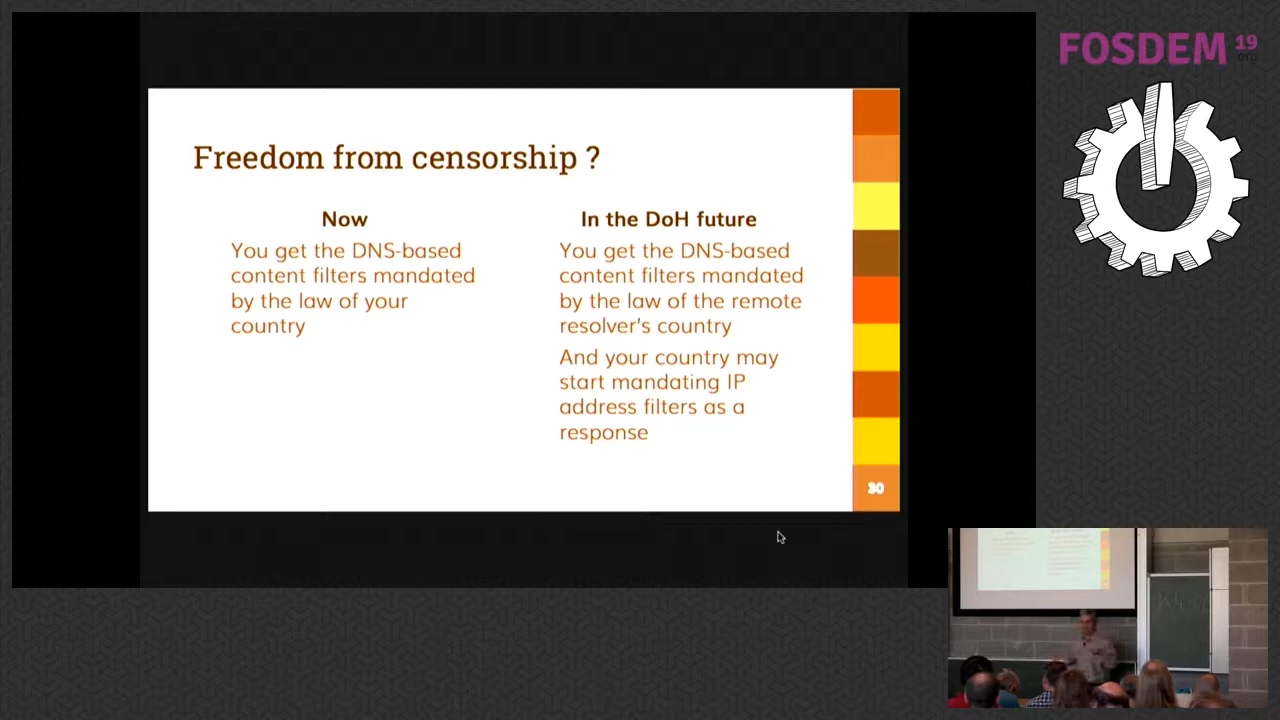 FOSDEM 19
.org
Freedom from censorship ?
Now
You get the DNS-based
content filters mandated
by the law of your
country
In the DoH future
You get the DNS-based
content filters mandated
by the law of the remote
resolver's country
And your country may
start mandating IP
address filters as a
response
30